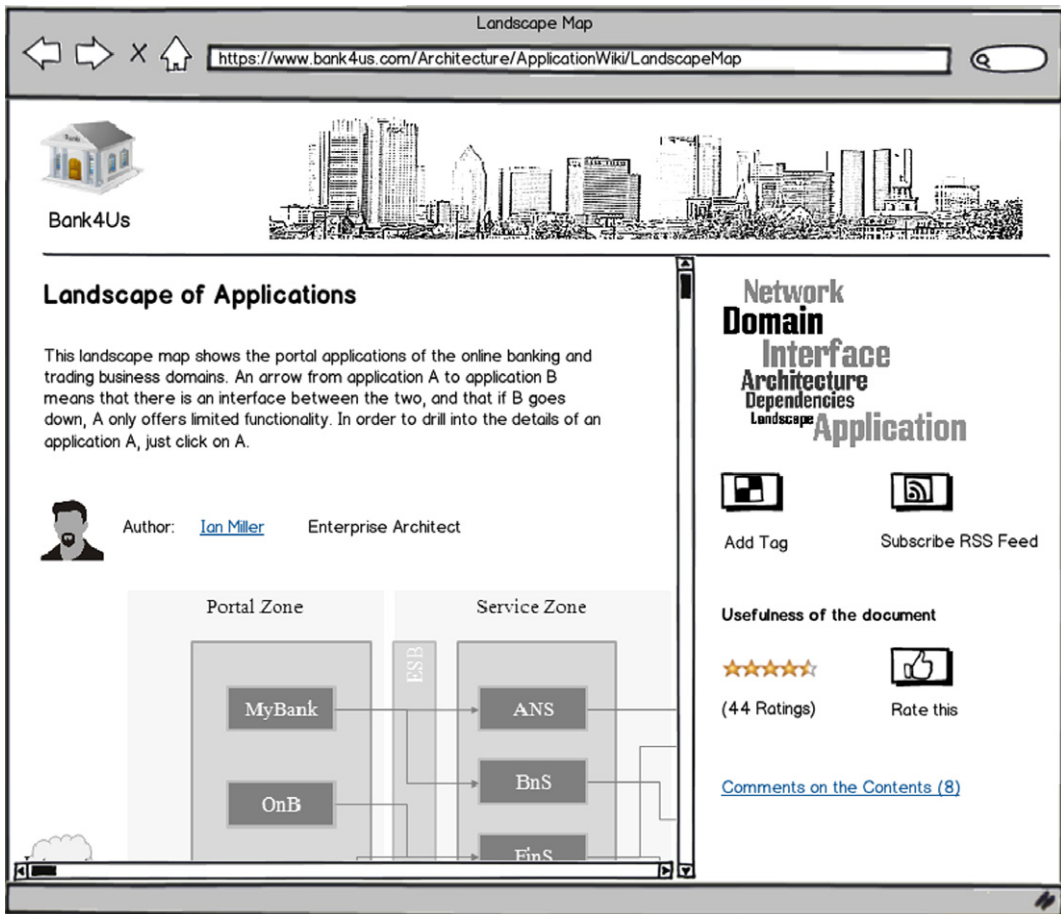 Landscape Map
https://www.bank4us.com/Architecture/ApplicationWiki/LandscapeMap
Bank
Bank4Us
Landscape of Applications
This landscape map shows the portal applications of the online banking and
trading business domains. An arrow from application A to application B
means that there is an interface between the two, and that if B goes
down, A only offers limited functionality. In order to drill into the details of an
application A, just click on A.
Author: Ian Miller Enterprise Architect
Portal Zone Service Zone
ESB
MyBank ANS
BnS
OnB
FinS
Network
Domain
Interface
Architecture
Dependencies
Landscape
Application
Add Tag Subscribe RSS Feed
Usefulness of the document
(44 Ratings) Rate this
Comments on the Contents (8)